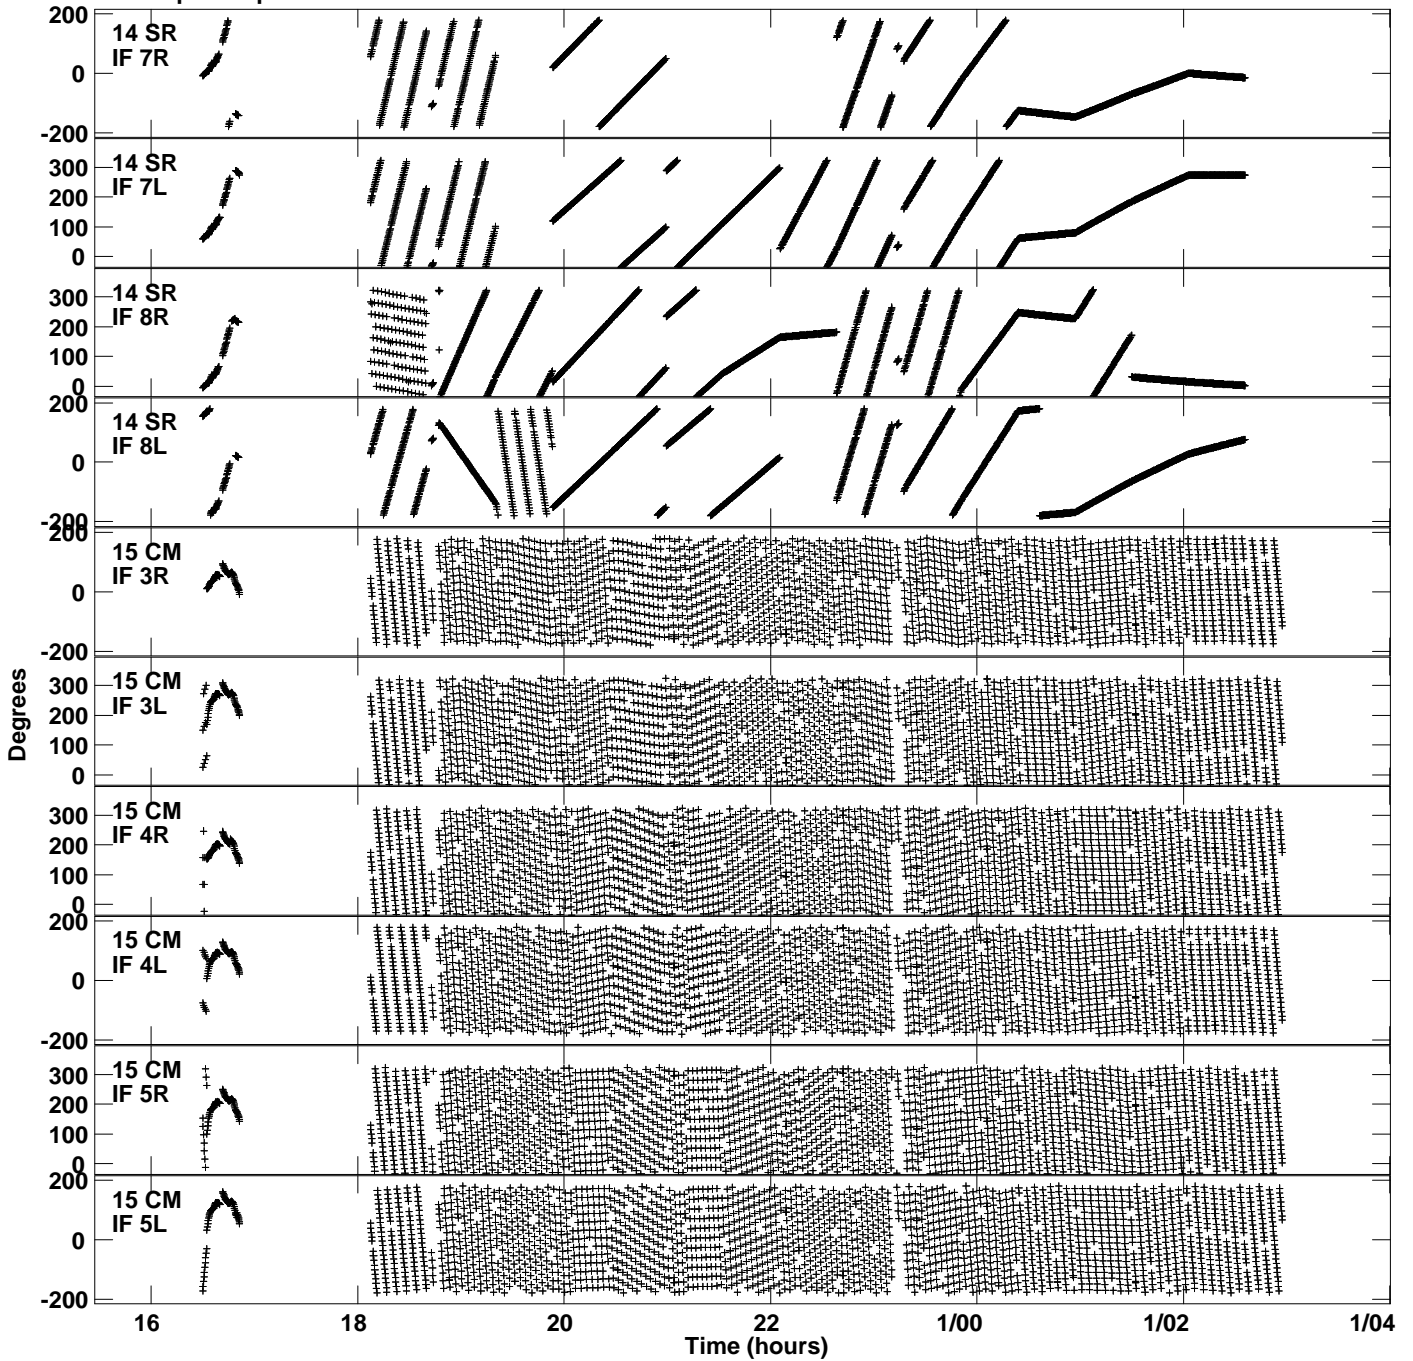 200
0
-200
14 SR
IF 7R
300
200
100
0
14 SR
IF 7L
300
200
100
0
14 SR
IF 8R
200
0
-200
14 SR
IF 8L
200
0
-200
15 CM
IF 3R
300
200
100
0
15 CM
IF 3L
300
200
100
0
15 CM
IF 4R
200
0
-200
15 CM
IF 4L
300
200
100
0
15 CM
IF 5R
200
0
-200
15 CM
IF 5L
Degrees
16 18 20 22 1/00 1/02 1/04
Time (hours)